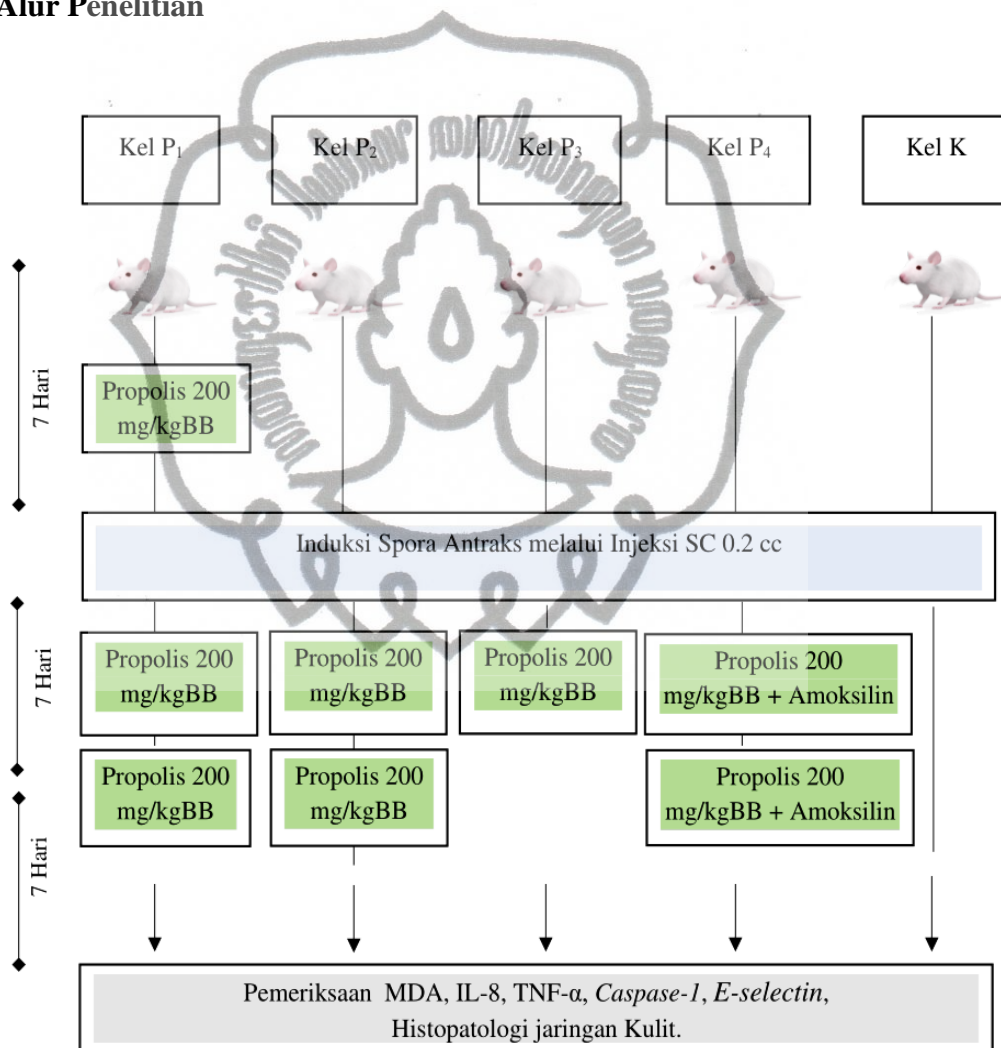 Alur Penelitian
Kel P₁ Kel P₂ Kel P₃ Kel P₄ Kel K
7 Hari
Propolis 200
mg/kgBB
Induksi Spora Antraks melalui Injeksi SC 0.2 cc
7 Hari
Propolis 200
mg/kgBB
Propolis 200
mg/kgBB
Propolis 200
mg/kgBB
Propolis 200
mg/kgBB + Amoksilin
7 Hari
Propolis 200
mg/kgBB
Propolis 200
mg/kgBB
Propolis 200
mg/kgBB + Amoksilin
Pemeriksaan MDA, IL-8, TNF-α, Caspase-1, E-selectin,
Histopatologi jaringan Kulit.